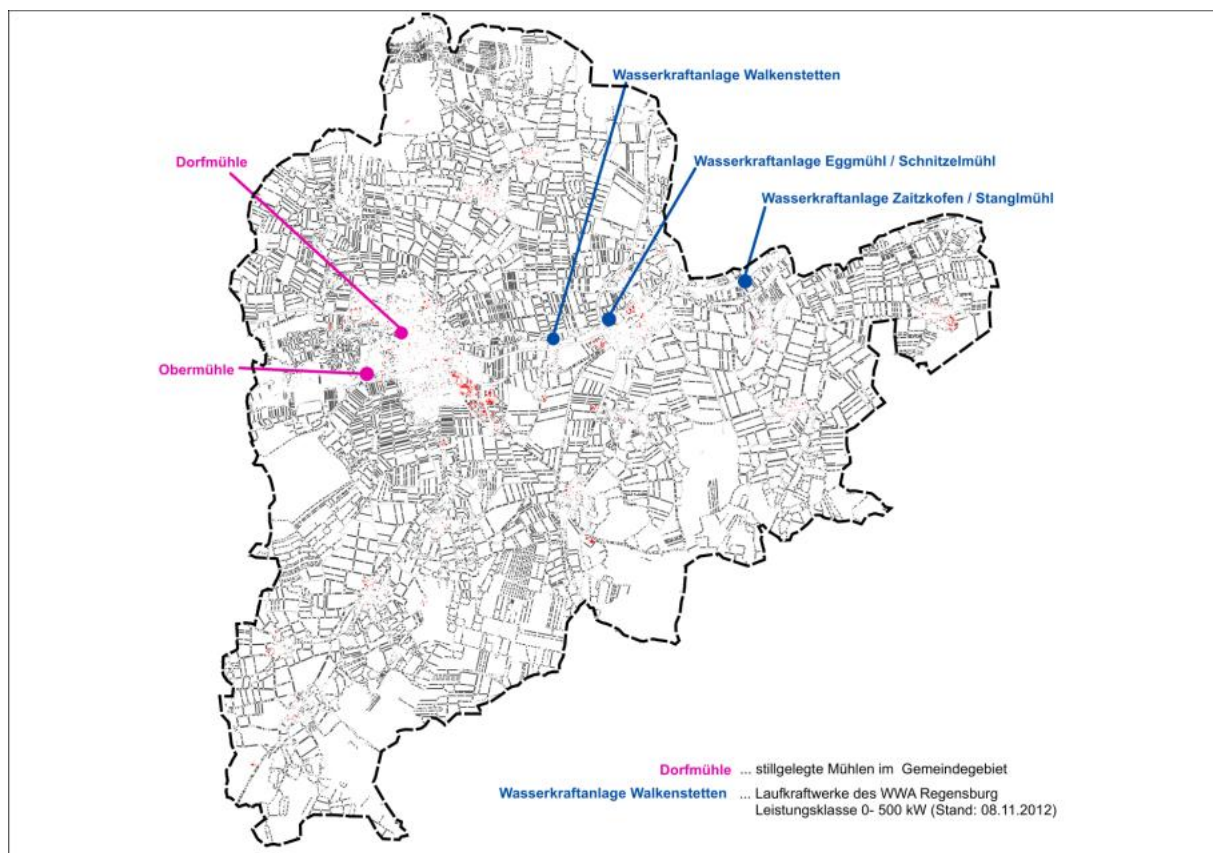 Wasserkraftanlage Walkenstetten
Dorfmühle
Wasserkraftanlage Eggmühl / Schnitzelmühl
Wasserkraftanlage Zaitzkofen / Stanglmühl
Obermühle
Dorfmühle ... stillgelegte Mühlen im Gemeindegebiet
Wasserkraftanlage Walkenstetten ... Laufkraftwerke des WWA Regensburg
Leistungsklasse 0- 500 kW (Stand: 08.11.2012)